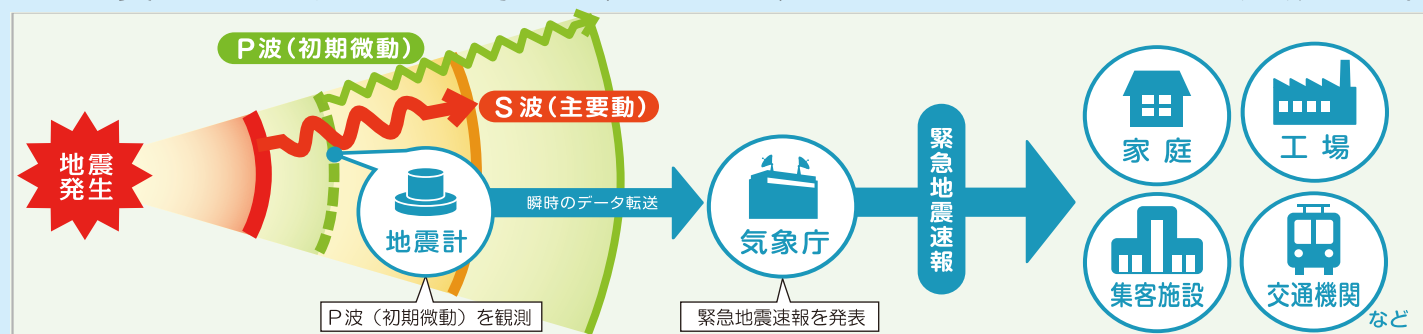 P波(初期微動)
S波(主要動)
地震
発生
地震計
P波(初期微動)を観測
瞬時のデータ転送
気象庁
緊急地震速報を発表
緊急地震速報
家庭
工場
集客施設
交通機関
など